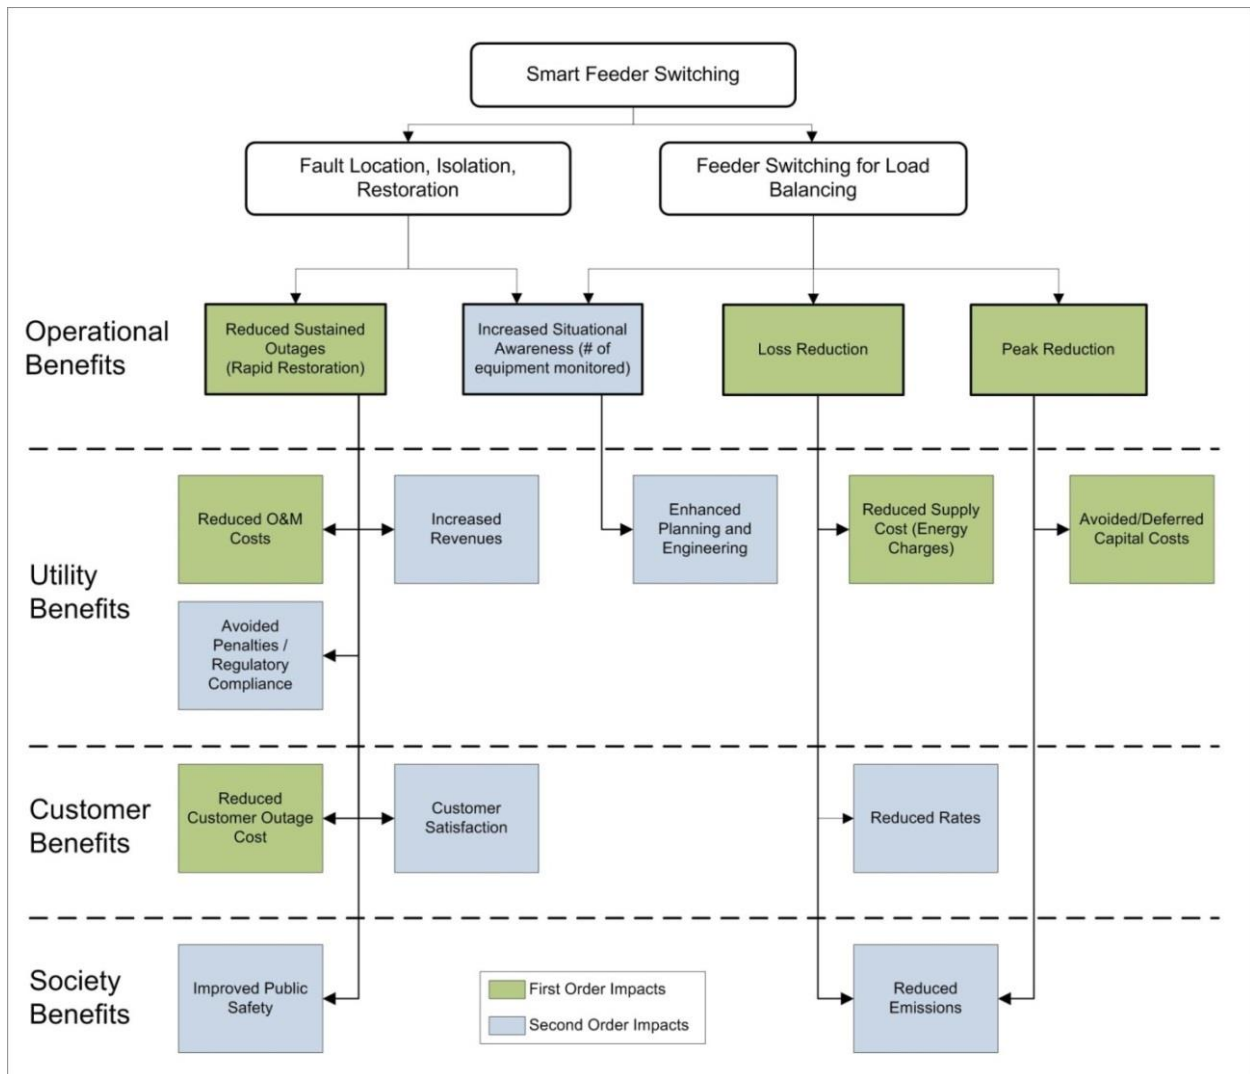 Smart Feeder Switching
Fault Location, Isolation,
Restoration
Feeder Switching for Load
Balancing
Operational
Benefits
Reduced Sustained
Outages
(Rapid Restoration)
Increased Situational
Awareness (# of
equipment monitored)
Loss Reduction
Peak Reduction
Utility
Benefits
Reduced O&M
Costs
Increased
Revenues
Enhanced
Planning and
Engineering
Reduced Supply
Cost (Energy
Charges)
Avoided/Deferred
Capital Costs
Avoided
Penalties /
Regulatory
Compliance
Customer
Benefits
Reduced
Customer Outage
Cost
Customer
Satisfaction
Reduced Rates
Society
Benefits
Improved Public
Safety
First Order Impacts
Second Order Impacts
Reduced
Emissions